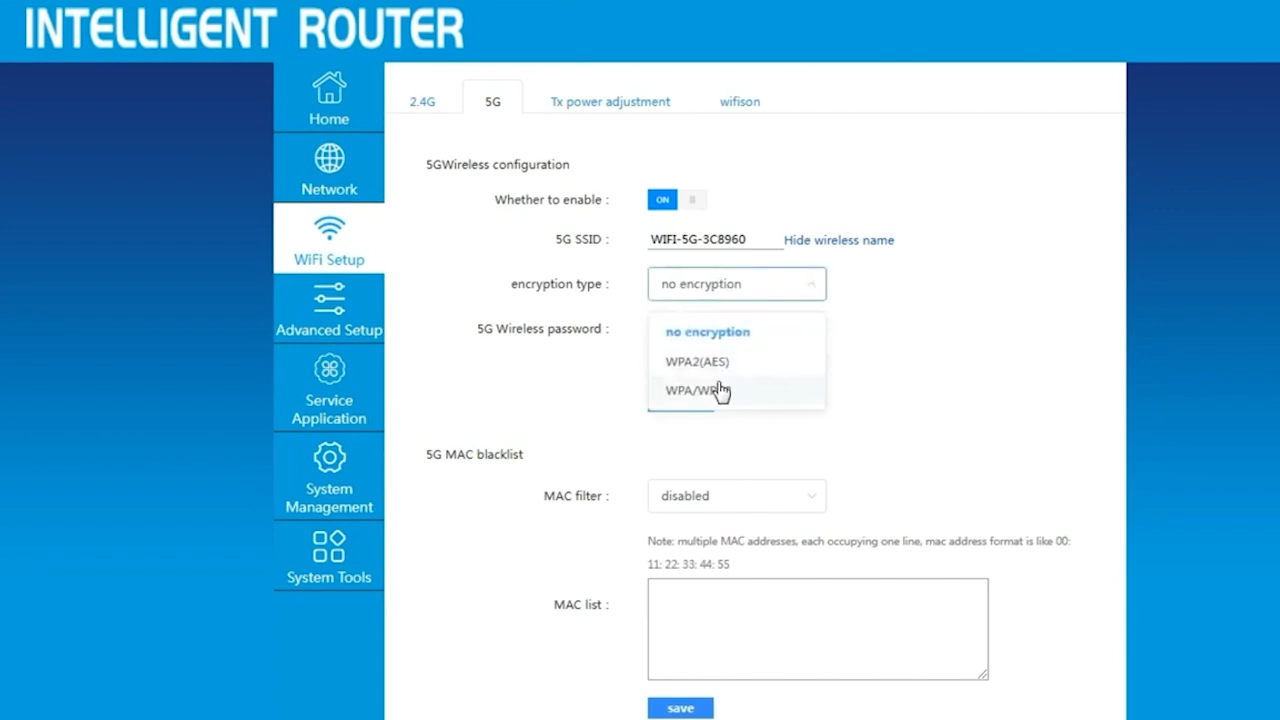 INTELLIGENT ROUTER
Home
Network
WiFi Setup
Advanced Setup
Service
Application
System
Management
System Tools
2.4G
5G
Tx power adjustment
wifison
5GWireless configuration
Whether to enable :
ON
5G SSID :
WIFI-5G-3C8960
Hide wireless name
encryption type :
no encryption
5G Wireless password :
no encryption
WPA2(AES)
5G MAC blacklist
MAC filter :
disabled
Note: multiple MAC addresses, each occupying one line, mac address format is like 00:
11: 22: 33: 44: 55
MAC list :
save